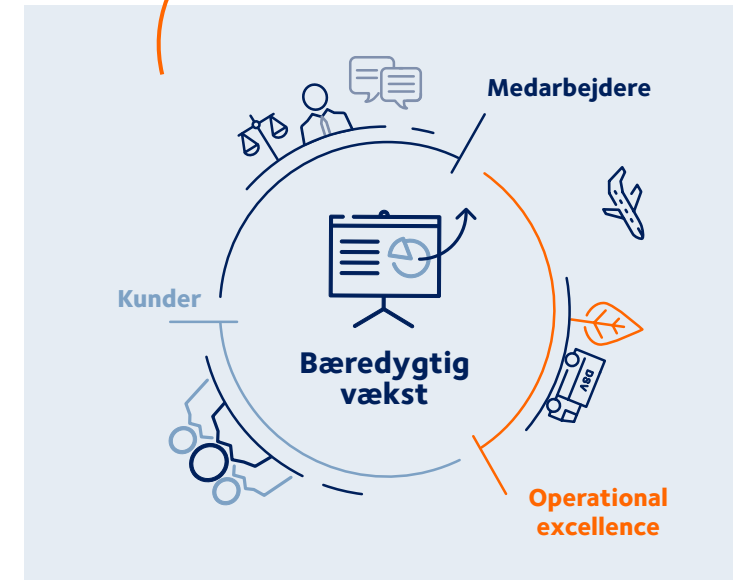 Medarbejdere
Kunder
Bæredygtig
vækst
DSV
Operational
excellence